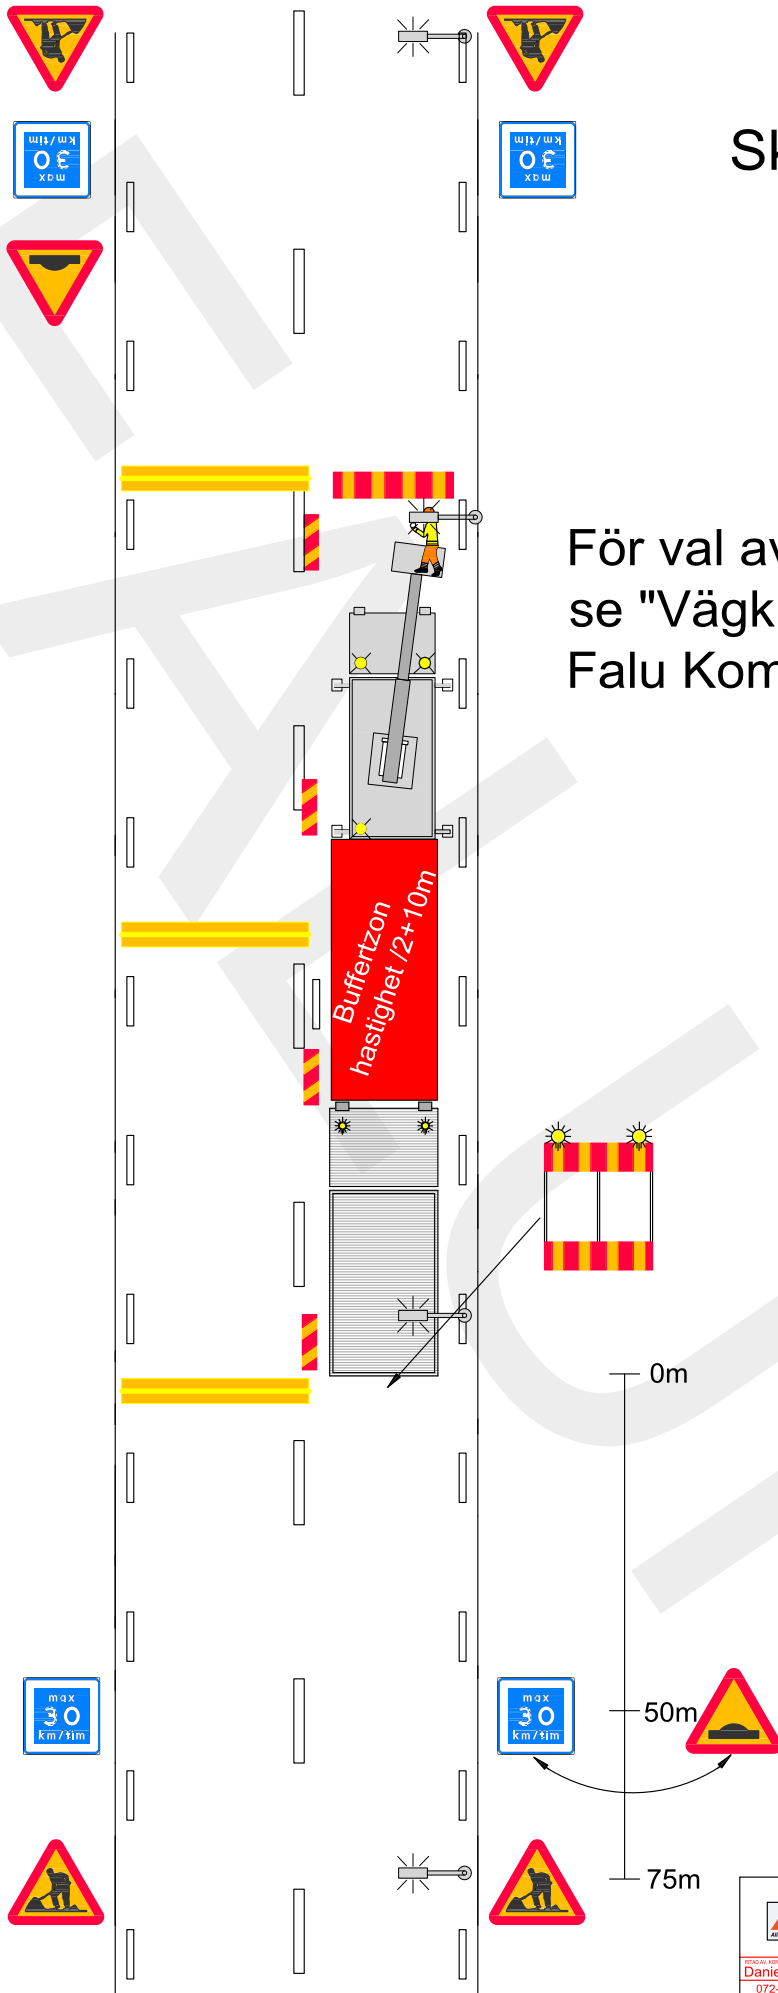 max
30
km/tim
max
30
km/tim
Sk
För val av
se "Vägk
Falu Kom
Buffertzon
hastighet /2+10m
0m
max
30
km/tim
max
30
km/tim
50m
75m
Danie
072-